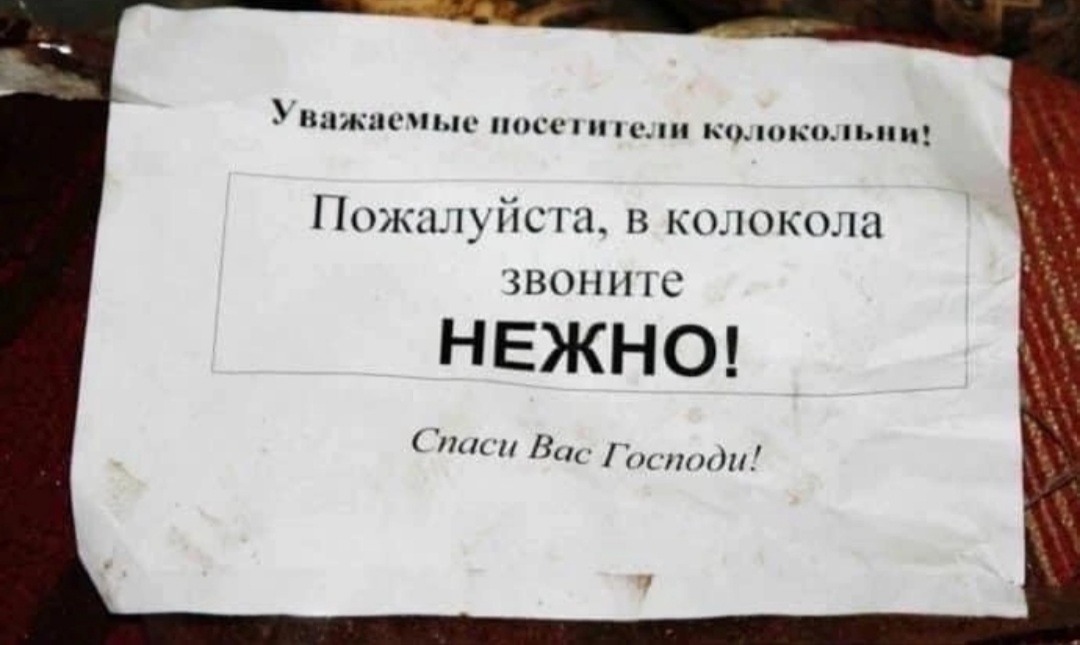 Уважаемые посетители колокольни!
Пожалуйста, в колокола
звоните
НЕЖНО!
Спаси Вас Господи!